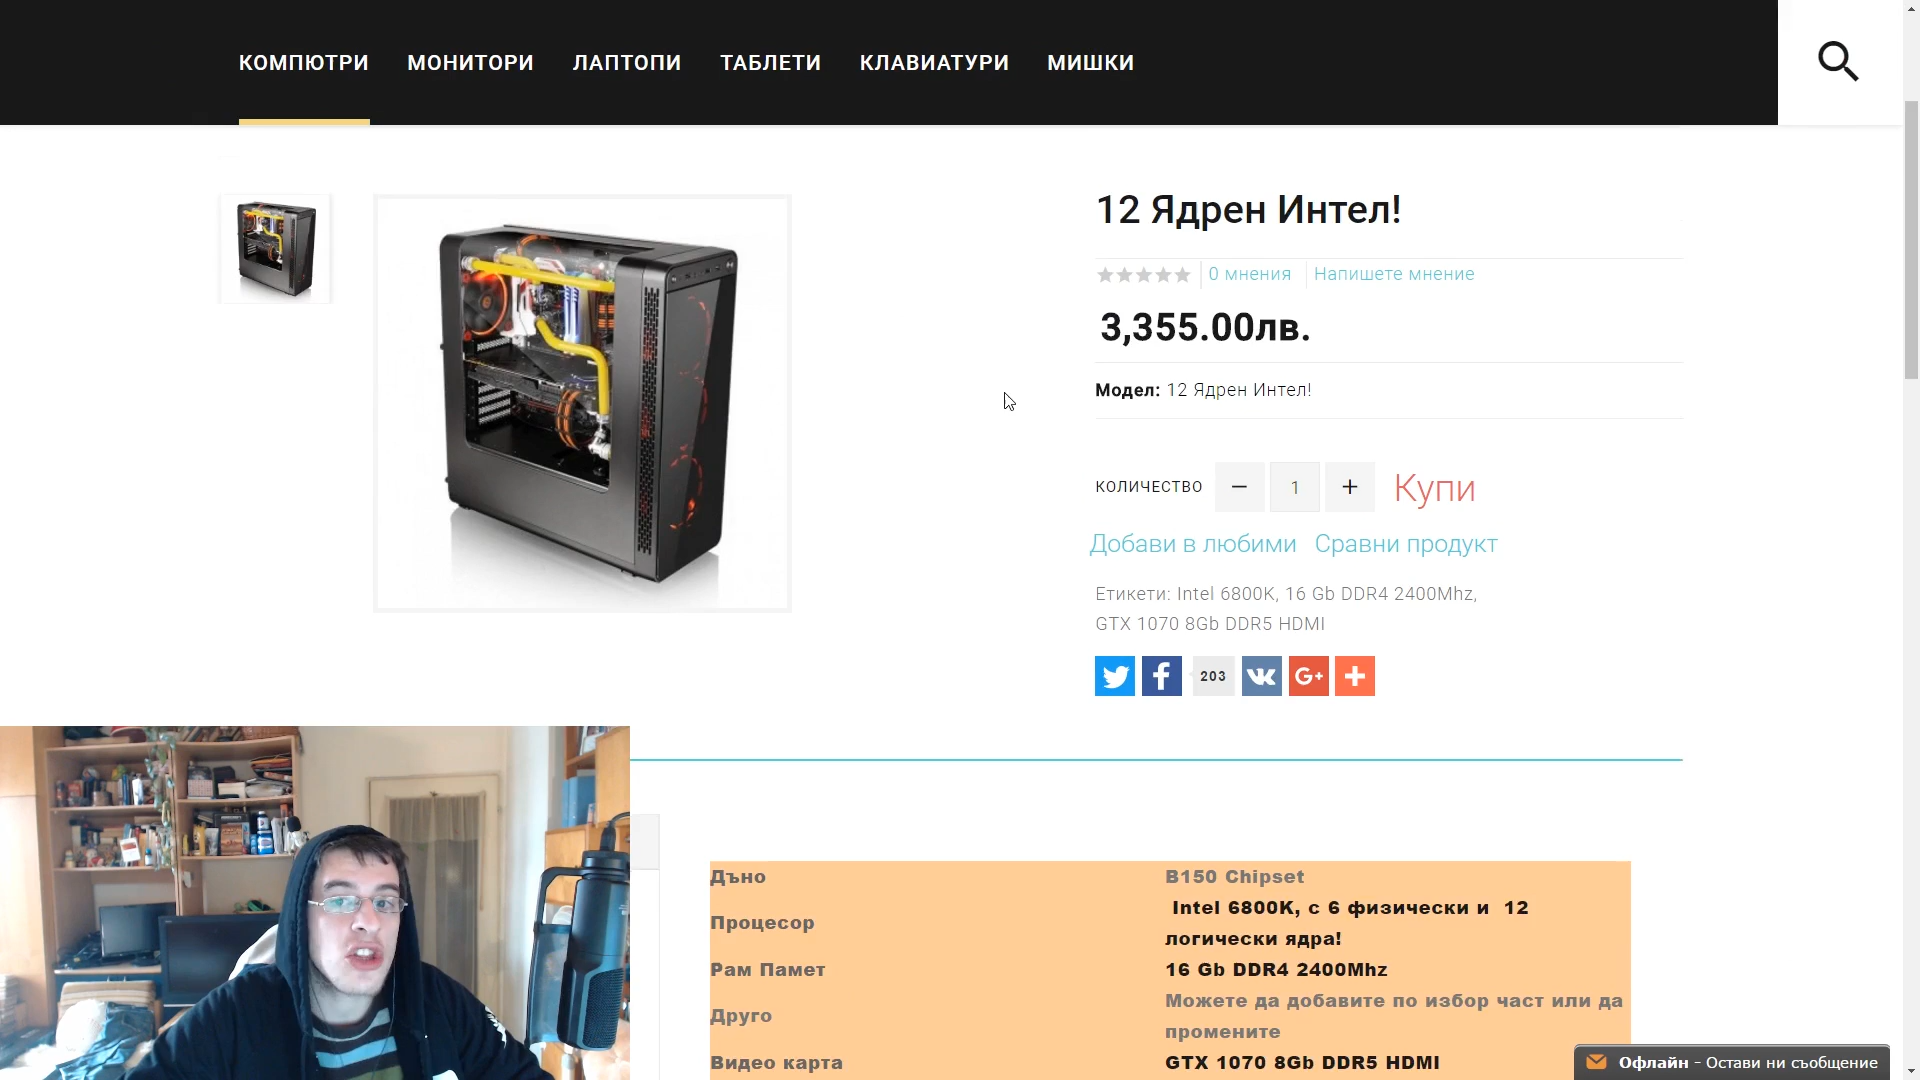 КОМПЮТРИ МОНИТОРИ ЛАПТОПИ ТАБЛЕТИ КЛАВИАТУРИ МИШКИ
12 Ядрен Интел!
0 мнения Напишете мнение
3,355.00лв.
Модел: 12 Ядрен Интел!
КОЛИЧЕСТВО − 1 + Купи
Добави в любими Сравни продукт
Етикети: Intel 6800K, 16 Gb DDR4 2400Mhz,
GTX 1070 8Gb DDR5 HDMI
203
Дъно B150 Chipset
Процесор Intel 6800K, с 6 физически и 12
логически ядра!
Рам Памет 16 Gb DDR4 2400Mhz
Друго Можете да добавите по избор част или да
промените
Видео карта GTX 1070 8Gb DDR5 HDMI
Офлайн - Остави ни съобщение